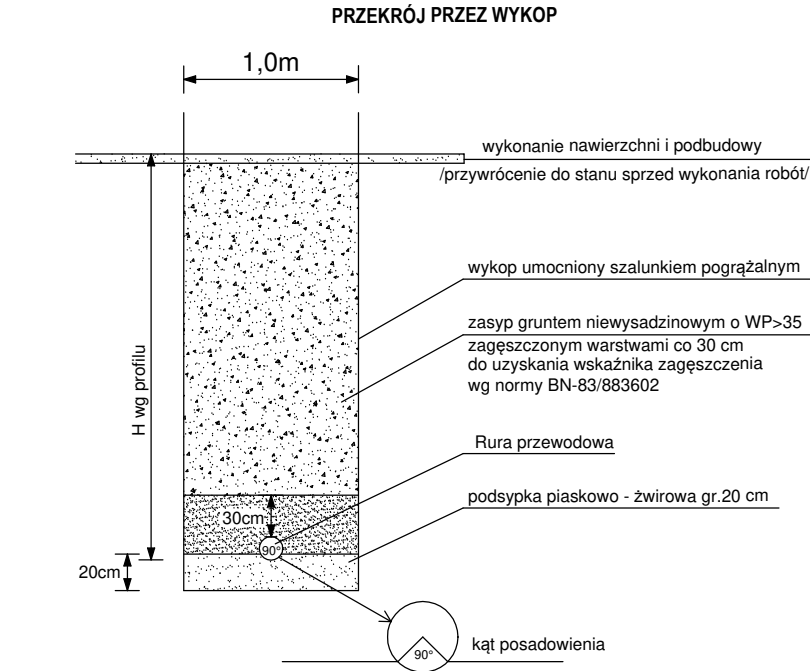 PRZEKRÓJ PRZEZ WYKOP
1,0m
wykonanie nawierzchni i podbudowy
/przywrócenie do stanu sprzed wykonania robót/
wykop umocniony szalunkiem pogrążalnym
zasyp gruntem niewysadzinowym o WP>35
zagęszczonym warstwami co 30 cm
do uzyskania wskaźnika zagęszczenia
wg normy BN-83/883602
H wg profilu
Rura przewodowa
podsypka piaskowo - żwirowa gr.20 cm
30cm
90°
20cm
kąt posadowienia
90°